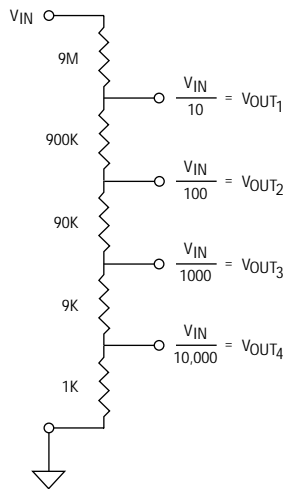 VIN
9M
VIN
10
= VOUT1
900K
VIN
100
= VOUT2
90K
VIN
1000
= VOUT3
9K
VIN
10,000
= VOUT4
1K